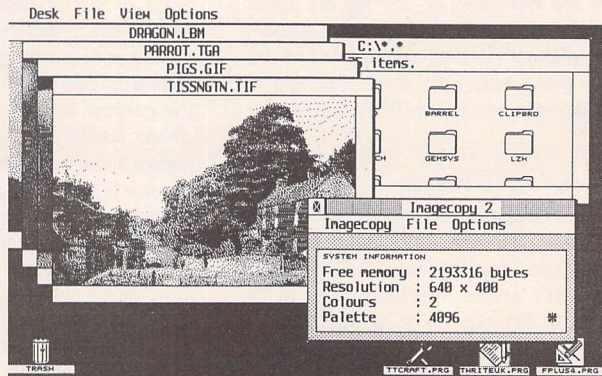 Desk File View Options
DRAGON.LBM
PARROT.TGA
PIGS.GIF
TISSNGTN.TIF
C:\*.*
items.
BARREL
CLIPBRD
CH
GEMSYS
LZH
Imagecopy 2
Imagecopy File Options
SYSTEM INFORMATION
Free memory : 2193316 bytes
Resolution : 640 x 400
Colours : 2
Palette : 4096
TRASH
TTCRAFT.PRG
TWRITEUK.PRG
FPLUS4.PRG